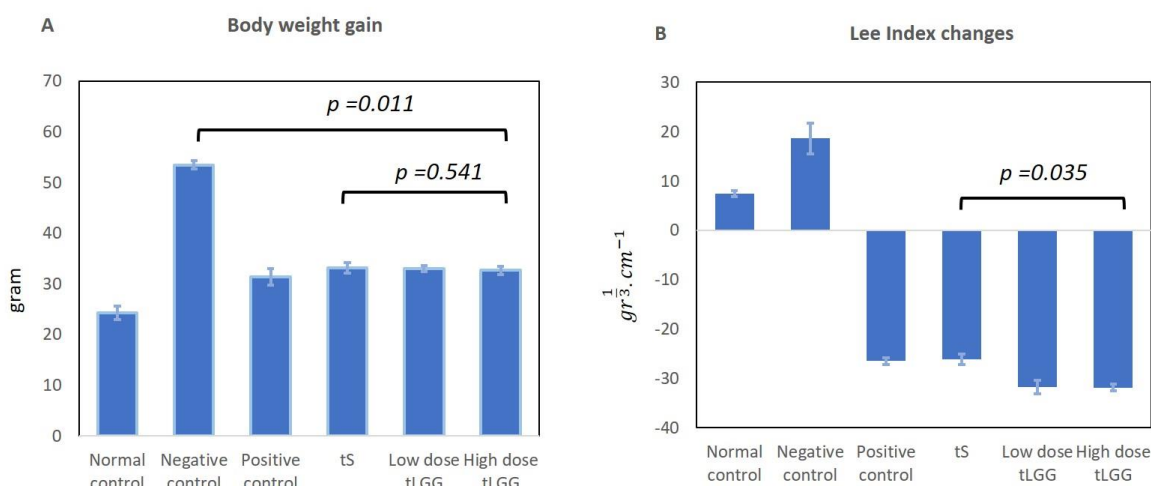 A
Body weight gain
70
60
50
40
30
20
10
0
gram
p =0.011
p =0.541
Normal control
Negative control
Positive control
tS
Low dose tLGG
High dose tLGG
B
Lee Index changes
30
20
10
0
-10
-20
-30
-40
gr^{1/3}.cm^{-1}
p =0.035
Normal control
Negative control
Positive control
tS
Low dose tLGG
High dose tLGG